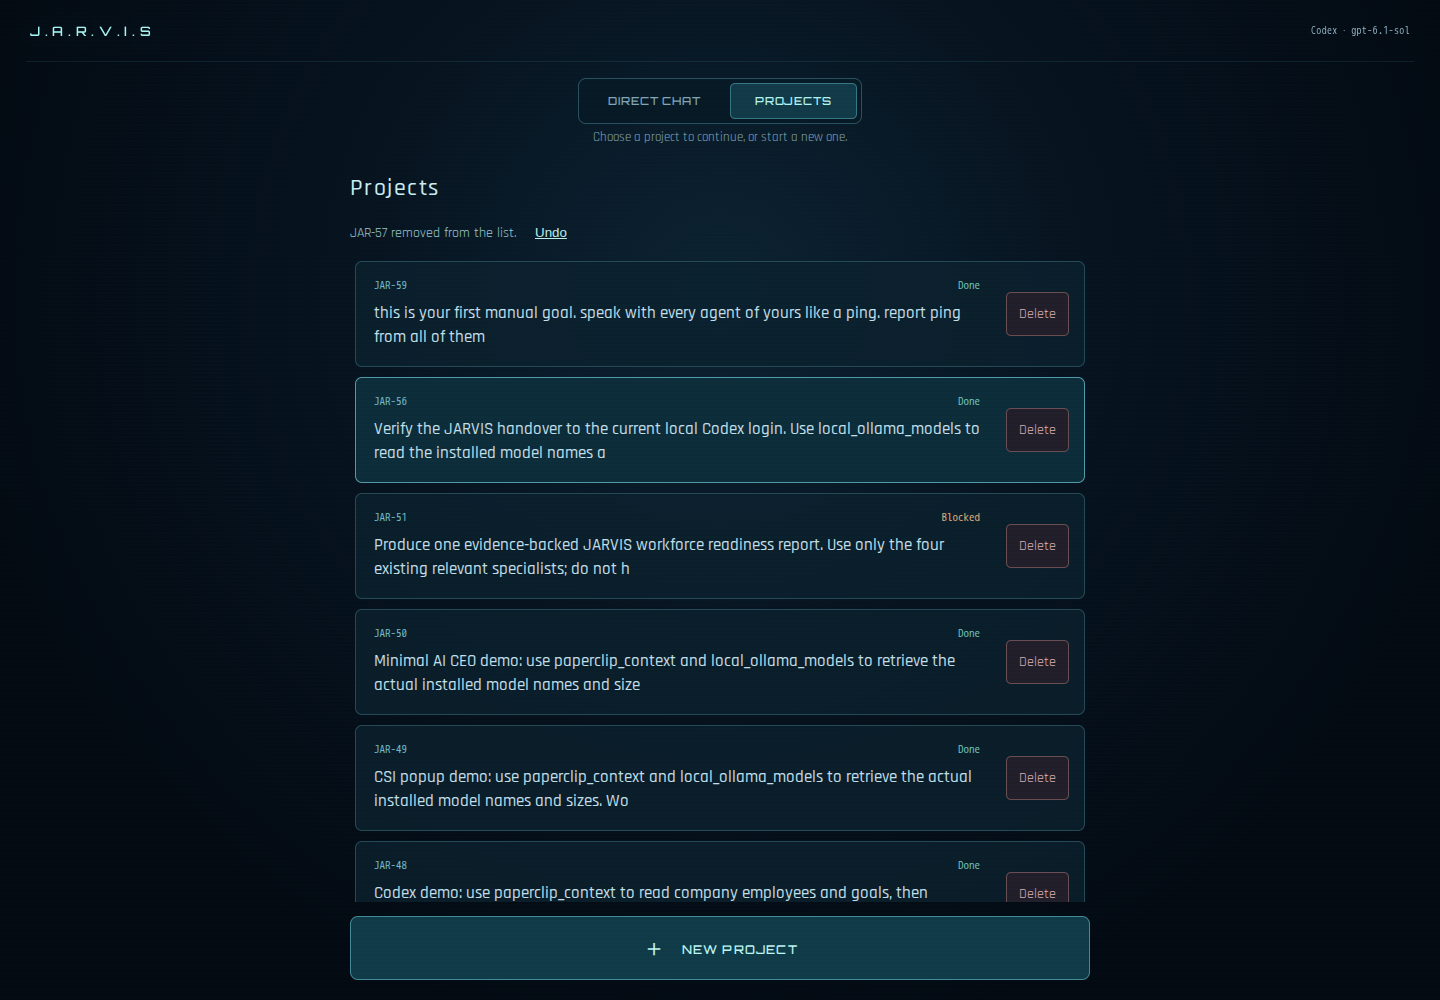 J.A.R.V.I.S
Codex · gpt-6.1-sol
DIRECT CHAT
PROJECTS
Choose a project to continue, or start a new one.
Projects
JAR-57 removed from the list. Undo
JAR-59
Done
this is your first manual goal. speak with every agent of yours like a ping. report ping
from all of them
Delete
JAR-56
Done
Verify the JARVIS handover to the current local Codex login. Use local_ollama_models to
read the installed model names a
Delete
JAR-51
Blocked
Produce one evidence-backed JARVIS workforce readiness report. Use only the four
existing relevant specialists; do not h
Delete
JAR-50
Done
Minimal AI CEO demo: use paperclip_context and local_ollama_models to retrieve the
actual installed model names and size
Delete
JAR-49
Done
CSI popup demo: use paperclip_context and local_ollama_models to retrieve the actual
installed model names and sizes. Wo
Delete
JAR-48
Done
Codex demo: use paperclip_context to read company employees and goals, then
Delete
+ NEW PROJECT